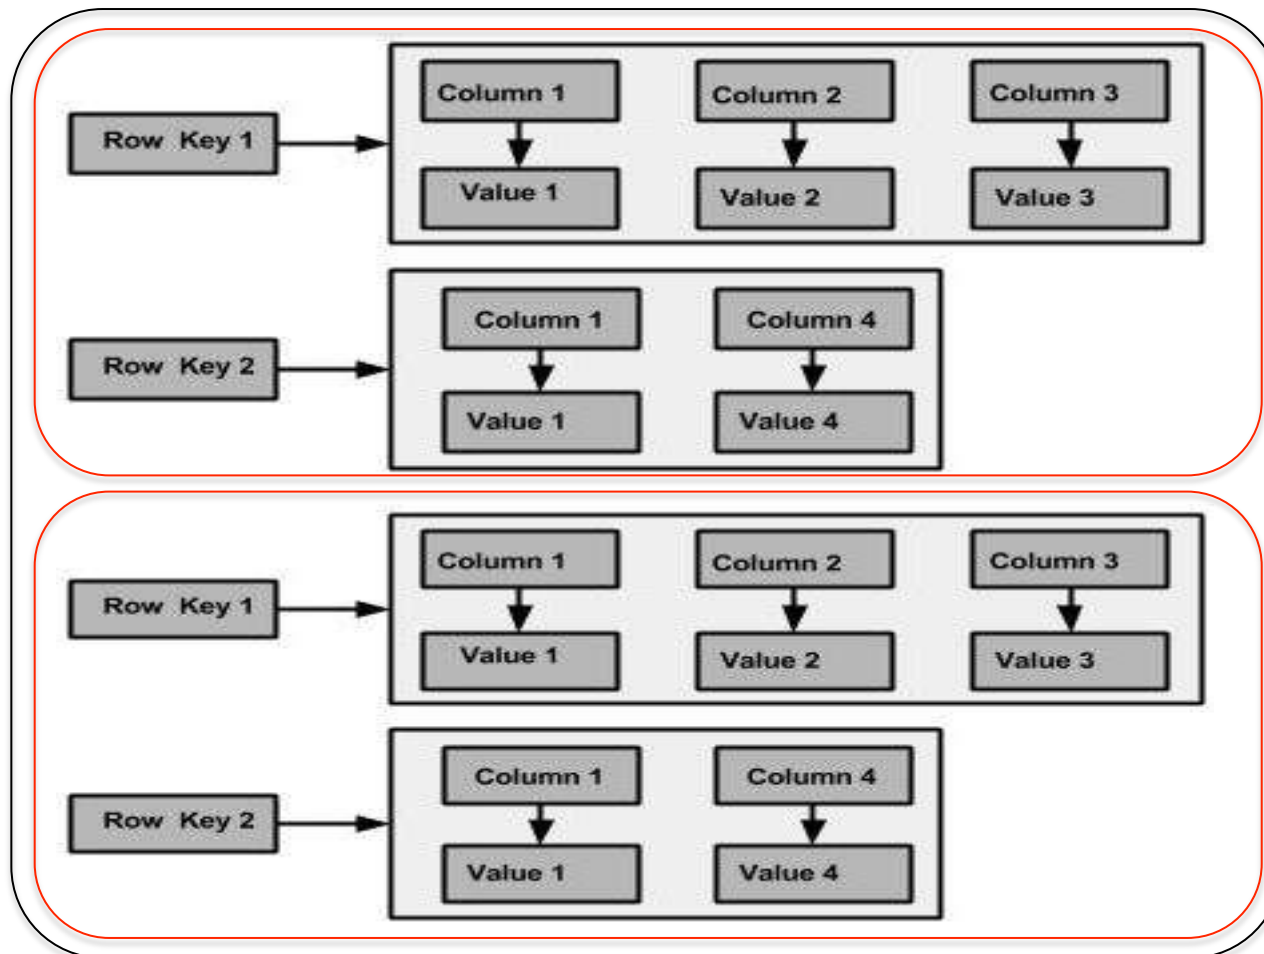 Column 1 Column 2 Column 3
Row Key 1
Value 1 Value 2 Value 3
Column 1 Column 4
Row Key 2
Value 1 Value 4
Column 1 Column 2 Column 3
Row Key 1
Value 1 Value 2 Value 3
Column 1 Column 4
Row Key 2
Value 1 Value 4